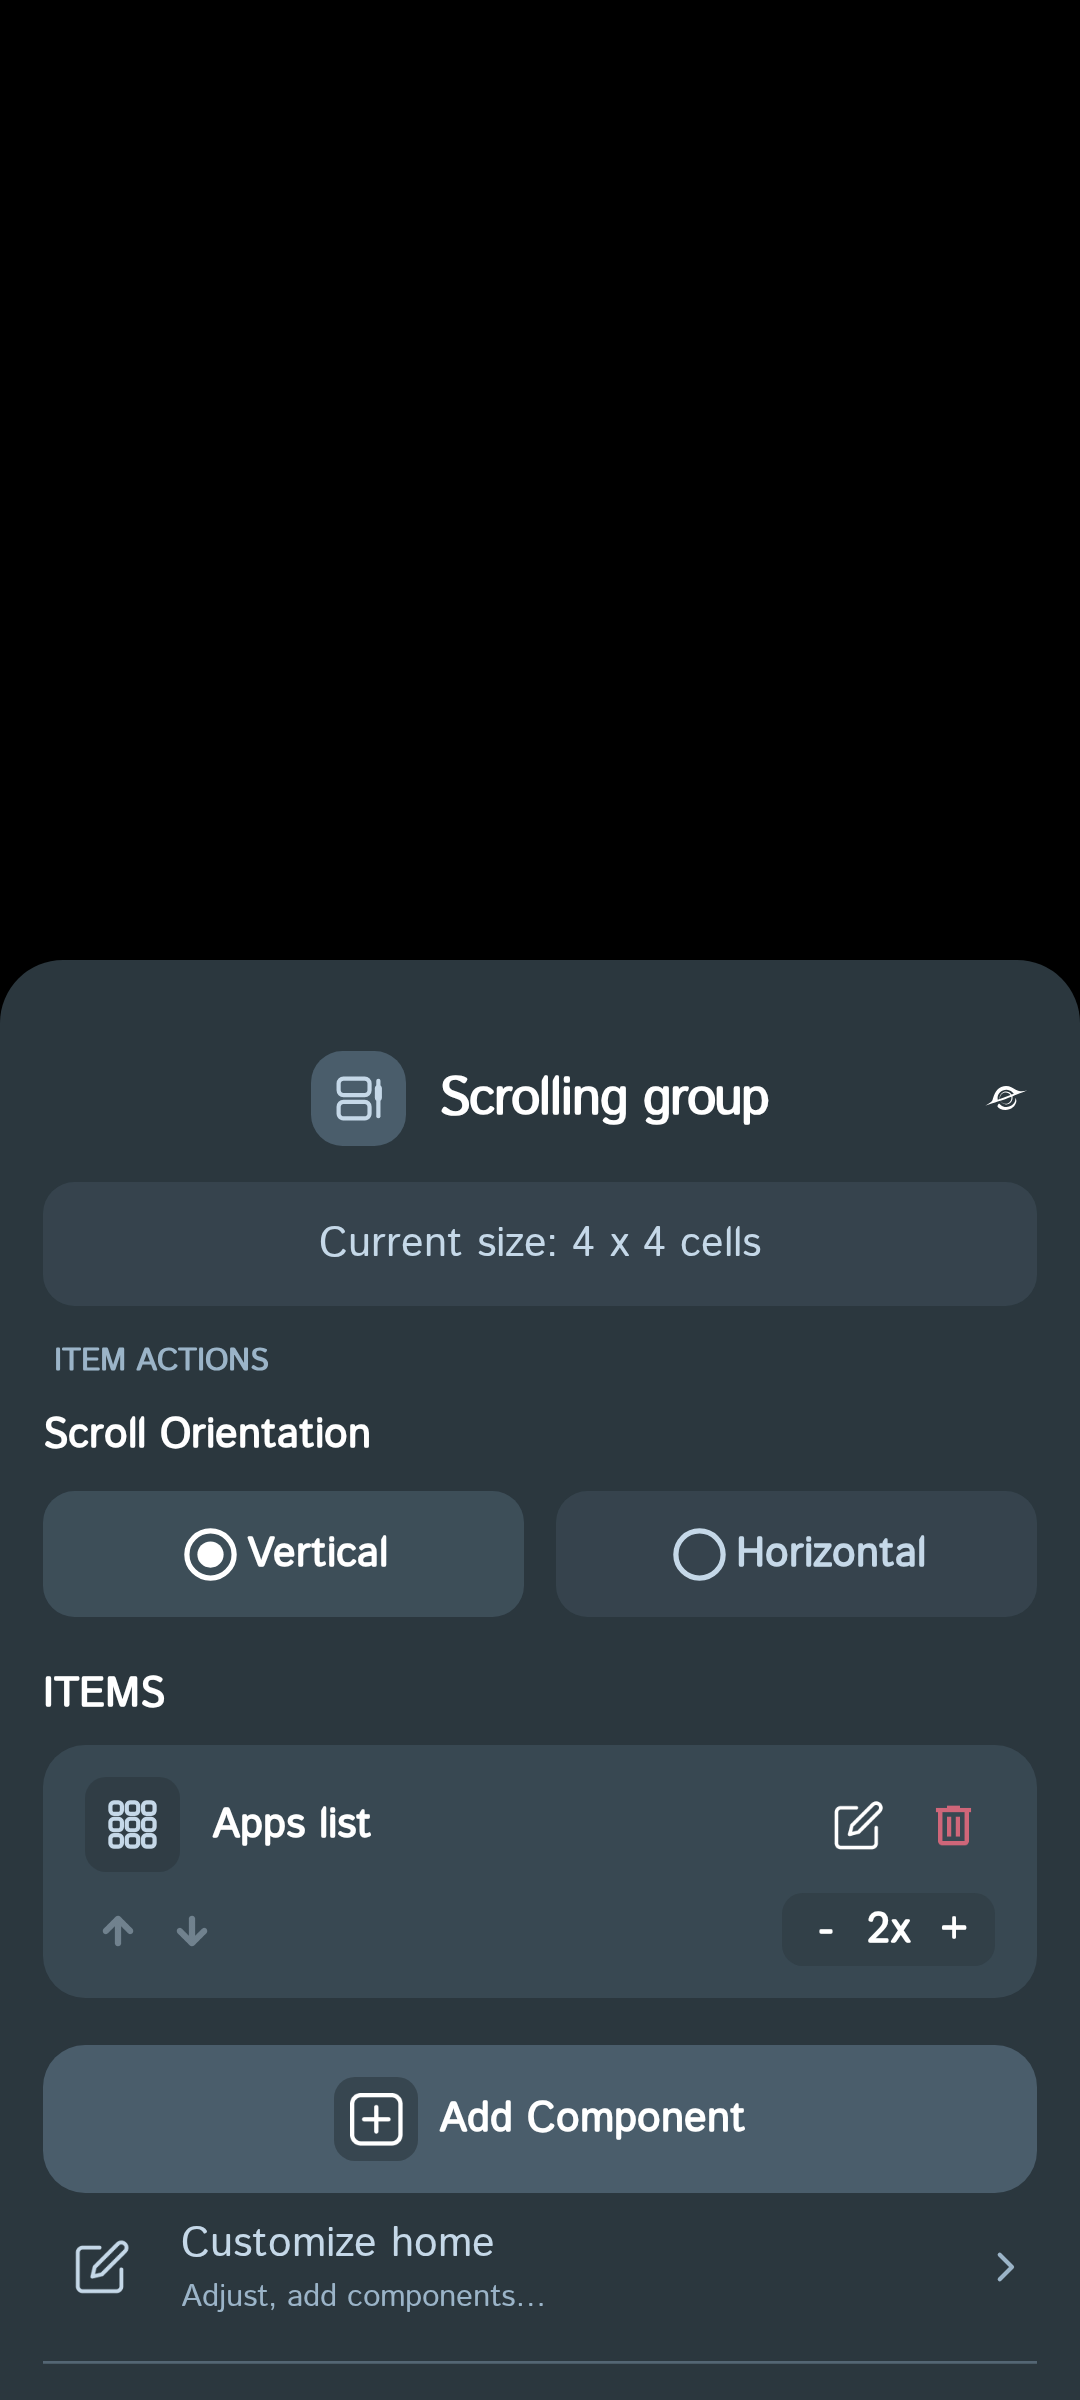 Scrolling group
Current size: 4 x 4 cells
ITEM ACTIONS
Scroll Orientation
Vertical
Horizontal
ITEMS
Apps list
- 2x +
Add Component
Customize home
Adjust, add components...